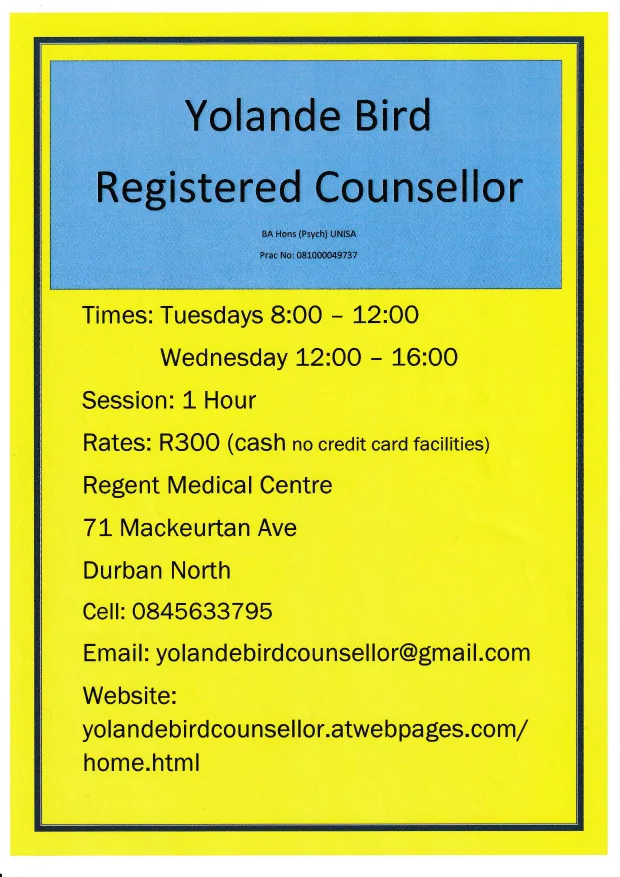 Yolande Bird
Registered Counsellor
BA Hons (Psych) UNISA
Prac No: 081000049737
Times: Tuesdays 8:00 – 12:00
Wednesday 12:00 – 16:00
Session: 1 Hour
Rates: R300 (cash no credit card facilities)
Regent Medical Centre
71 Mackeurtan Ave
Durban North
Cell: 0845633795
Email: yolandebirdcounsellor@gmail.com
Website:
yolandebirdcounsellor.atwebpages.com/
home.html